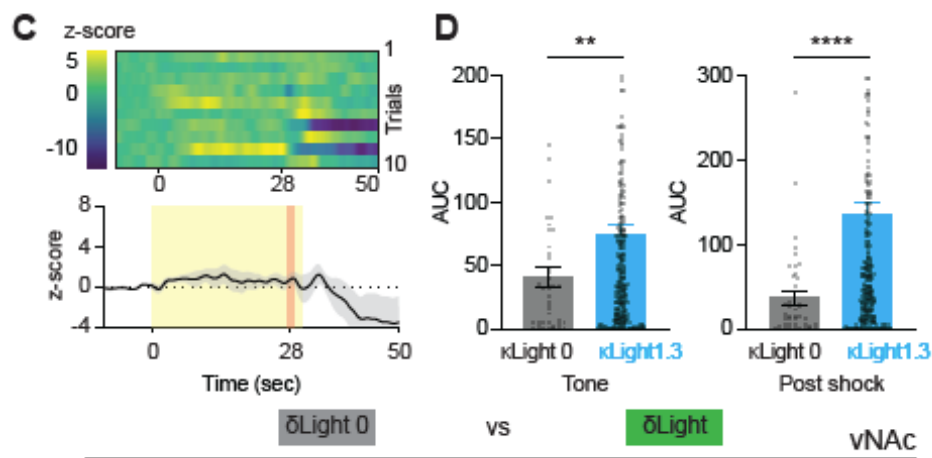 C
z-score
5
0
-10
1
Trials
10
0 28 50
8
4
0
-4
z-score
0 28 50
Time (sec)
D
**
200
150
100
50
0
AUC
κLight 0 κLight1.3
Tone
****
300
200
100
0
AUC
κLight 0 κLight1.3
Post shock
δLight 0 vs δLight
vNAc